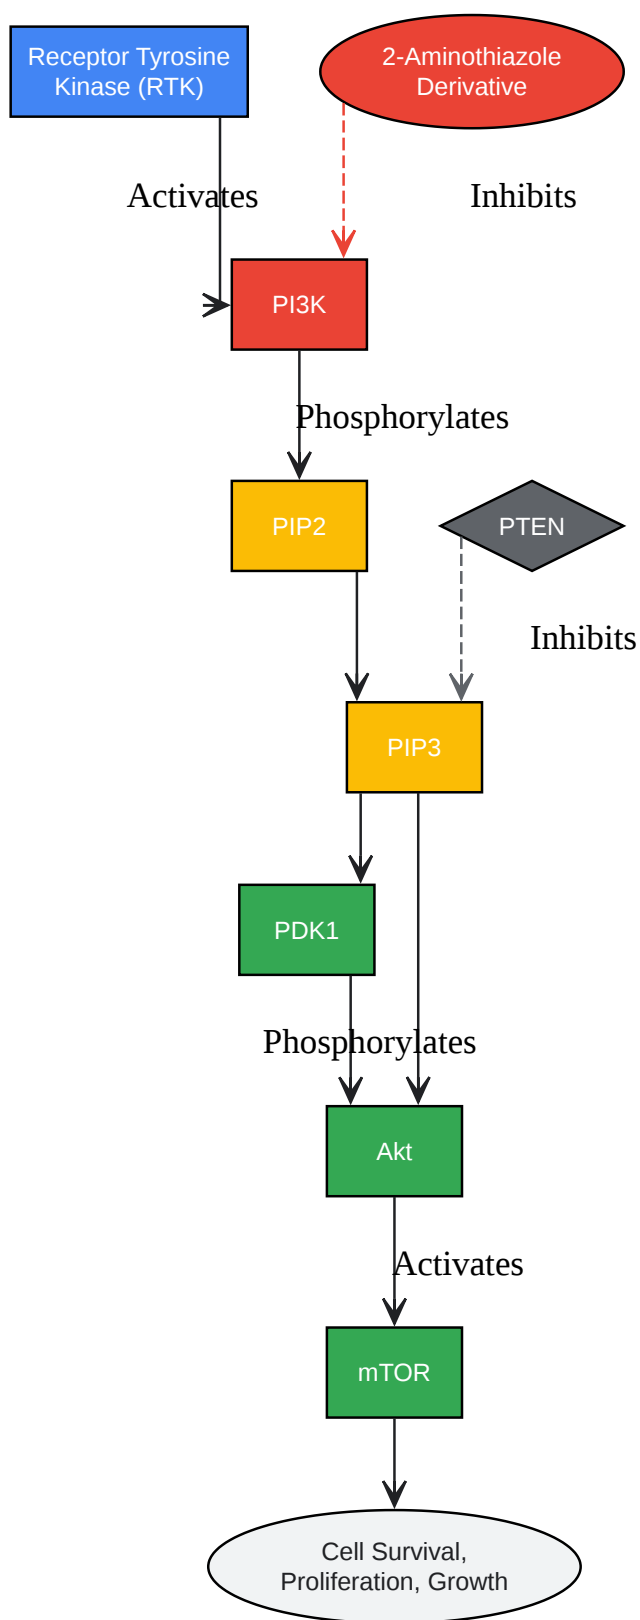 Receptor Tyrosine
Kinase (RTK)
2-Aminothiazole
Derivative
Activates
Inhibits
PI3K
Phosphorylates
PIP2
PTEN
Inhibits
PIP3
PDK1
Phosphorylates
Akt
Activates
mTOR
Cell Survival,
Proliferation, Growth